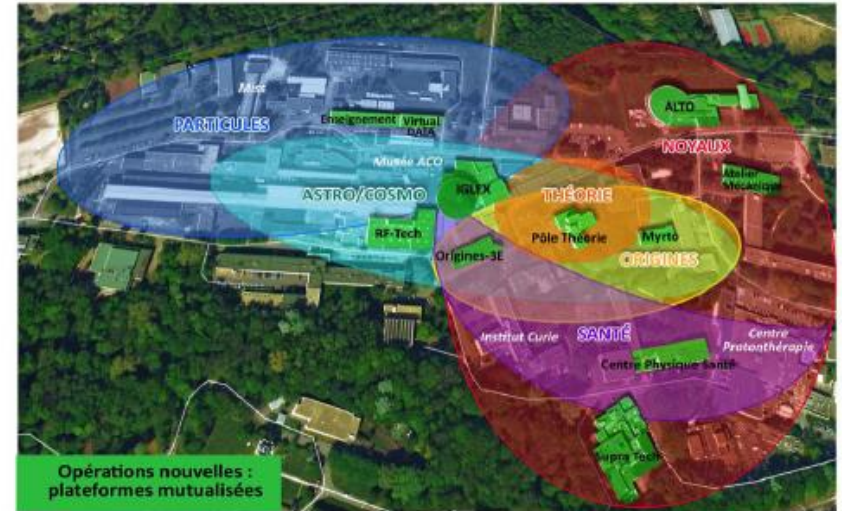 Misst
PARTICULES
Enseignement
Virtual
DATA
ALTO
NOYAUX
Musée ACO
ASTRO/COSMO
IGLEX
THÉORIE
Atelier
Mécanique
RF-Tech
Pôle Théorie
Myrto
Origines-3E
ORIGINES
Institut Curie
SANTÉ
Centre
Protonthérapie
Centre Physique Santé
Supra Tech
Opérations nouvelles :
plateformes mutualisées